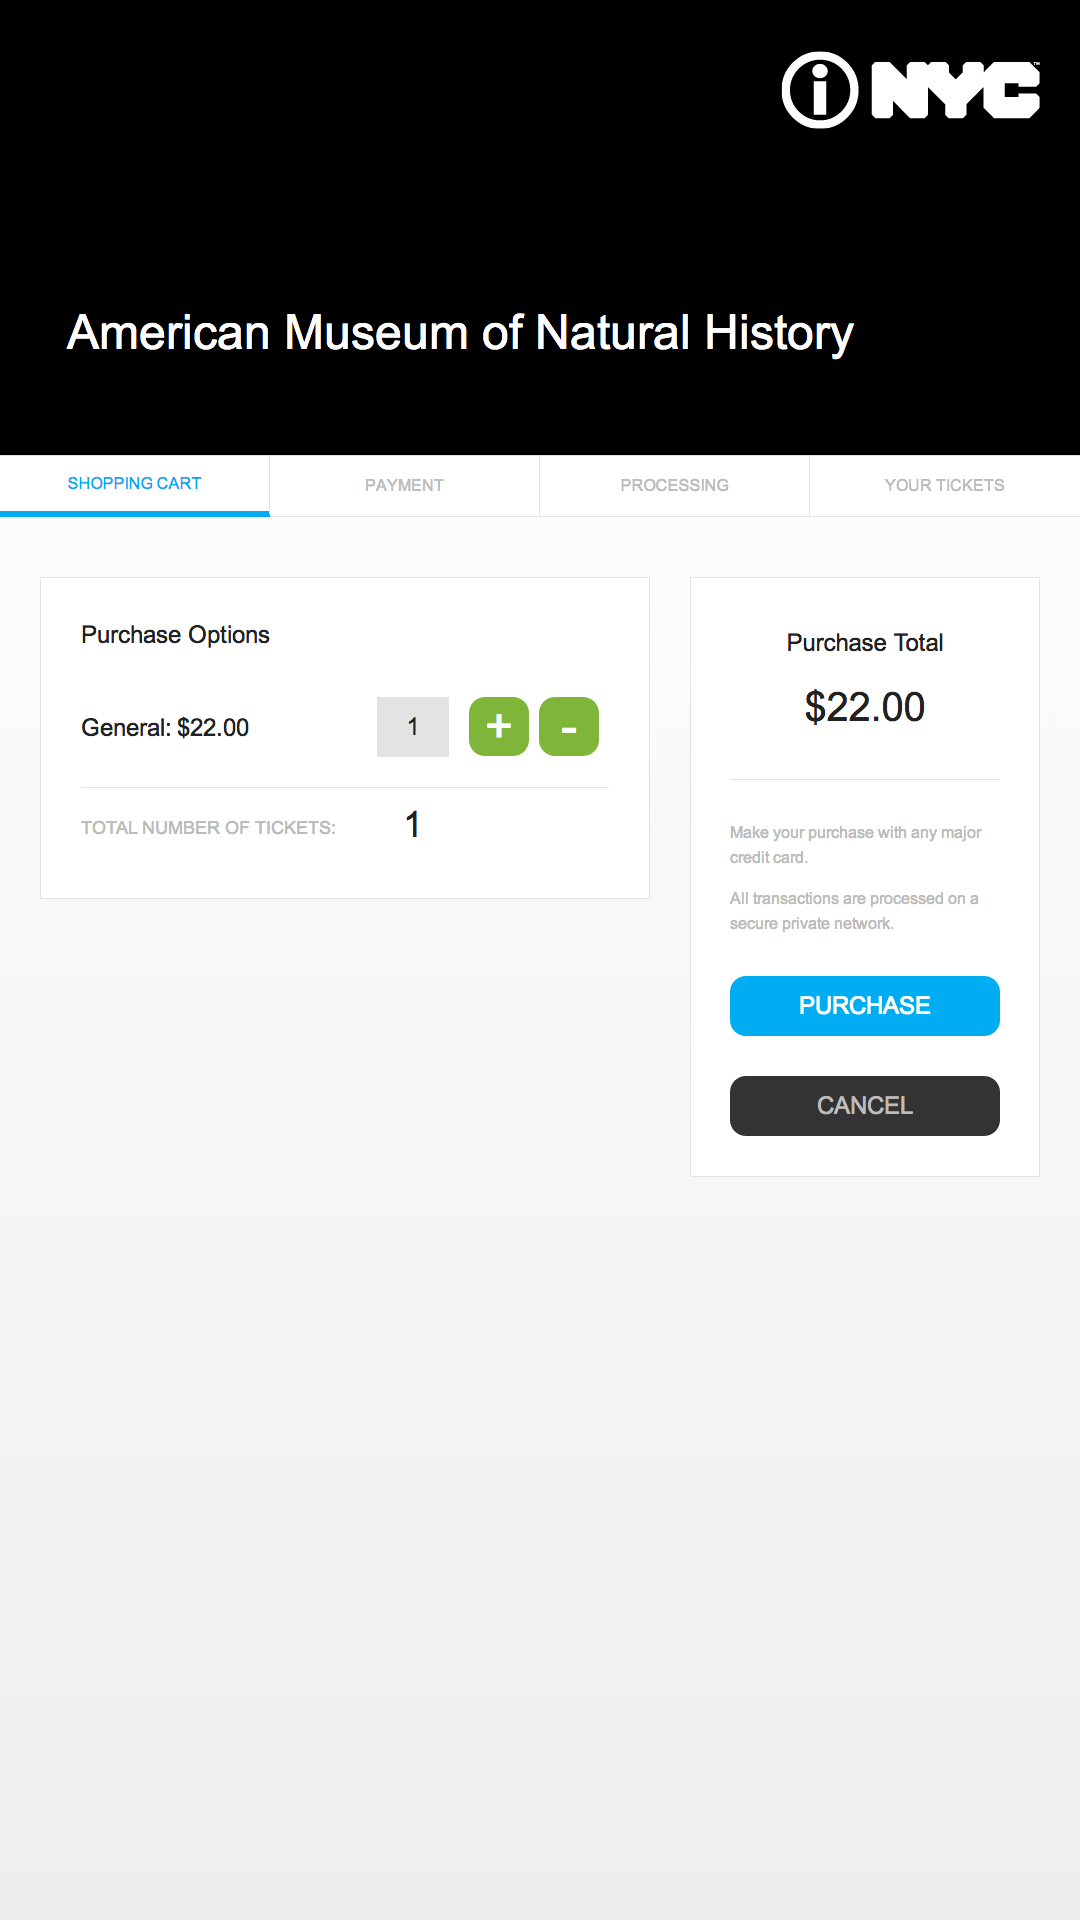 i NYC™
American Museum of Natural History
SHOPPING CART
PAYMENT
PROCESSING
YOUR TICKETS
Purchase Options
General: $22.00
1
+
-
TOTAL NUMBER OF TICKETS:
1
Purchase Total
$22.00
Make your purchase with any major
credit card.
All transactions are processed on a
secure private network.
PURCHASE
CANCEL